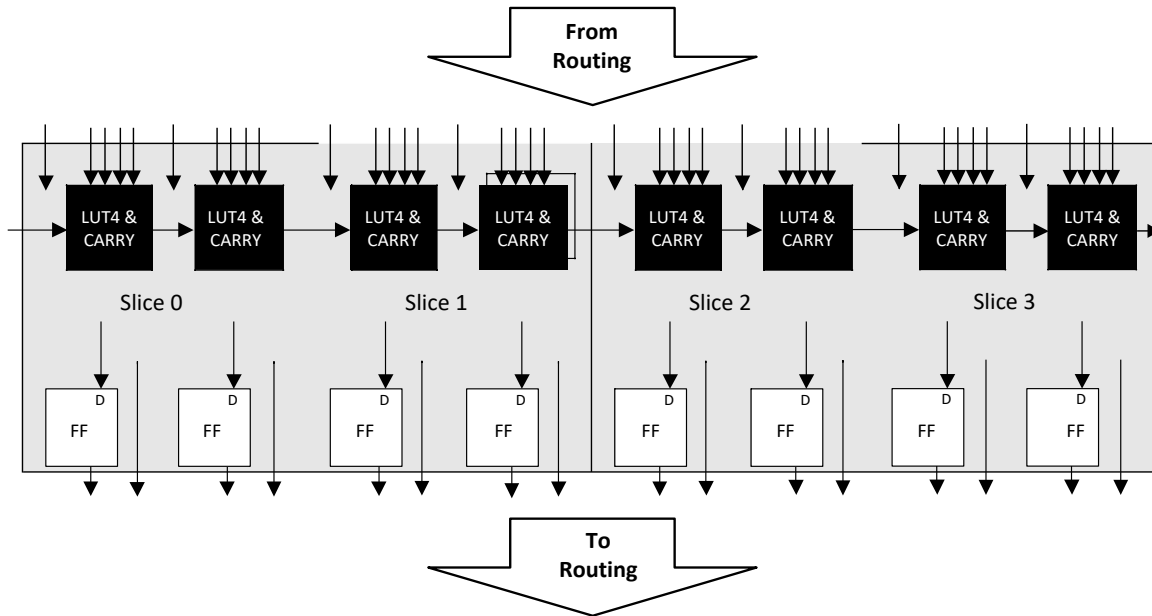 From
Routing
LUT4 &
CARRY
LUT4 &
CARRY
LUT4 &
CARRY
LUT4 &
CARRY
LUT4 &
CARRY
LUT4 &
CARRY
LUT4 &
CARRY
LUT4 &
CARRY
Slice 0
Slice 1
Slice 2
Slice 3
D
FF
D
FF
D
FF
D
FF
D
FF
D
FF
D
FF
D
FF
To
Routing